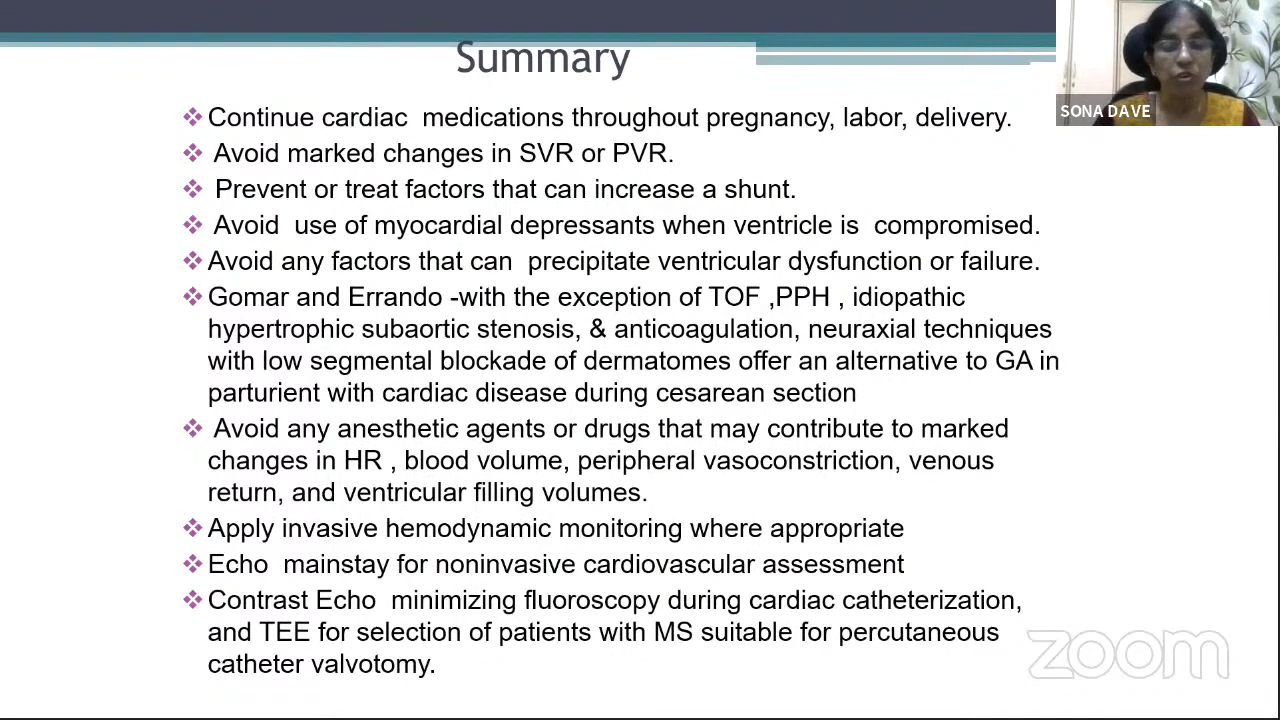 Summary
SONA DAVE
Continue cardiac medications throughout pregnancy, labor, delivery.
Avoid marked changes in SVR or PVR.
Prevent or treat factors that can increase a shunt.
Avoid use of myocardial depressants when ventricle is compromised.
Avoid any factors that can precipitate ventricular dysfunction or failure.
Gomar and Errando -with the exception of TOF ,PPH , idiopathic
hypertrophic subaortic stenosis, & anticoagulation, neuraxial techniques
with low segmental blockade of dermatomes offer an alternative to GA in
parturient with cardiac disease during cesarean section
Avoid any anesthetic agents or drugs that may contribute to marked
changes in HR , blood volume, peripheral vasoconstriction, venous
return, and ventricular filling volumes.
Apply invasive hemodynamic monitoring where appropriate
Echo mainstay for noninvasive cardiovascular assessment
Contrast Echo minimizing fluoroscopy during cardiac catheterization,
and TEE for selection of patients with MS suitable for percutaneous
catheter valvotomy.
zoom